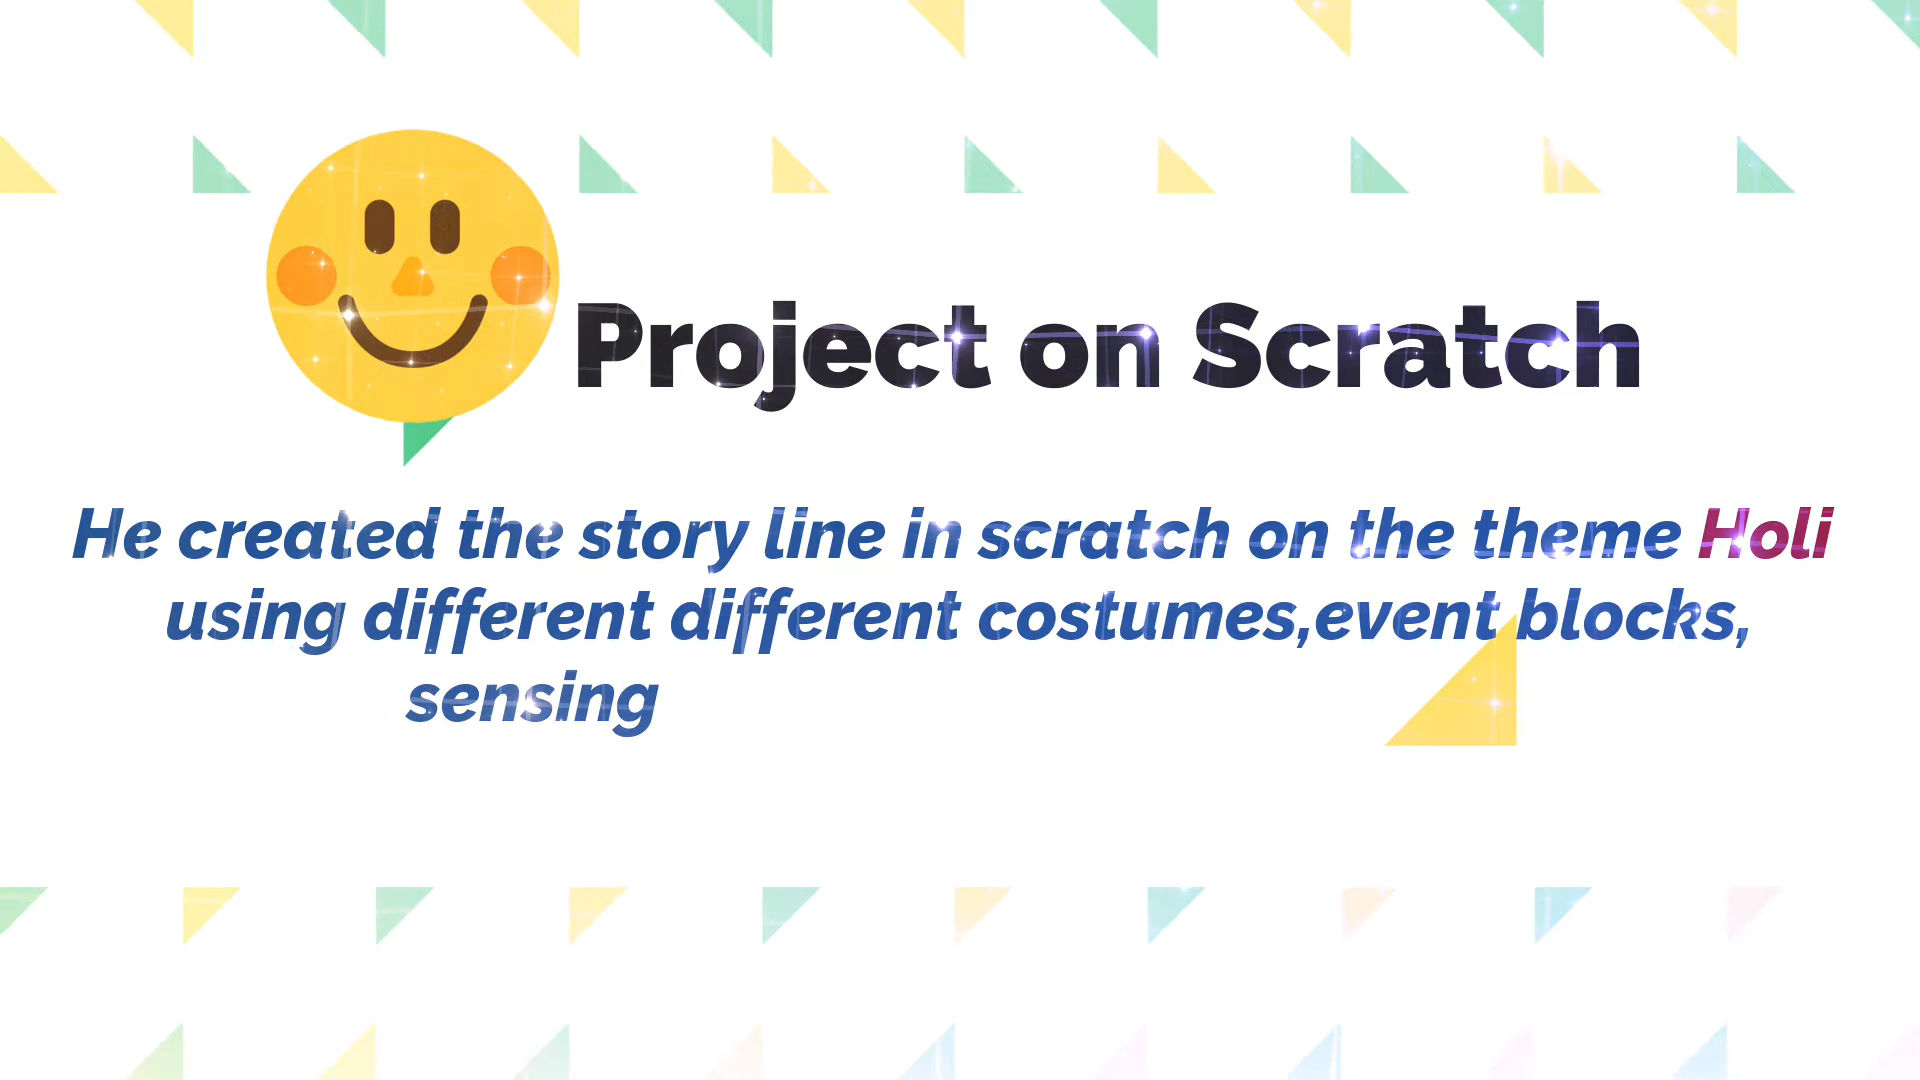 Project on Scratch
He created the story line in scratch on the theme Holi
using different different costumes,event blocks,
sensing